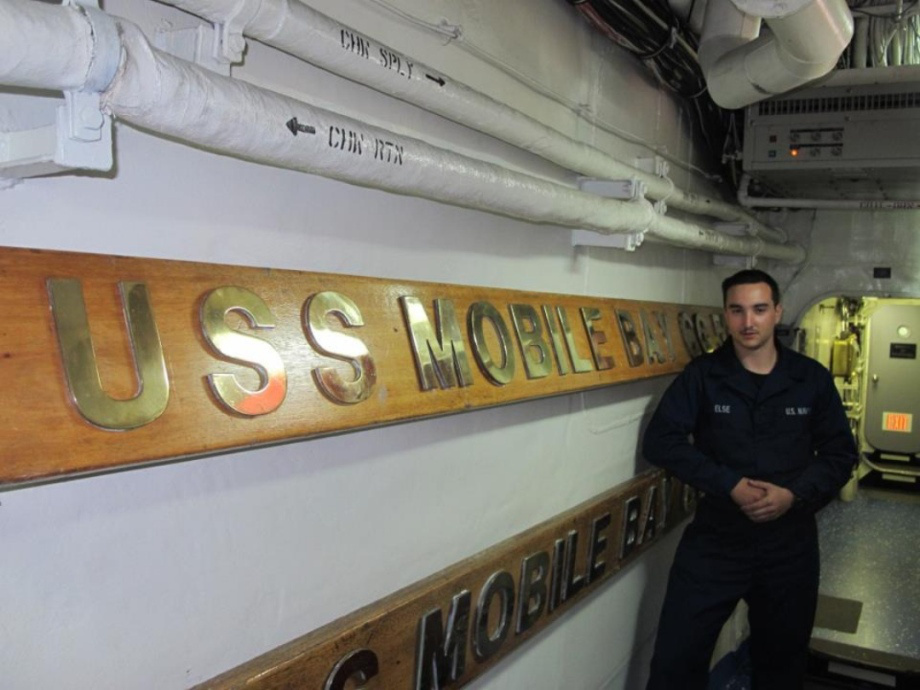 CHW SPLY →
← CHW RTN
USS MOBILE BAY
ELSE
U.S. NAVY
S MOBILE BAY